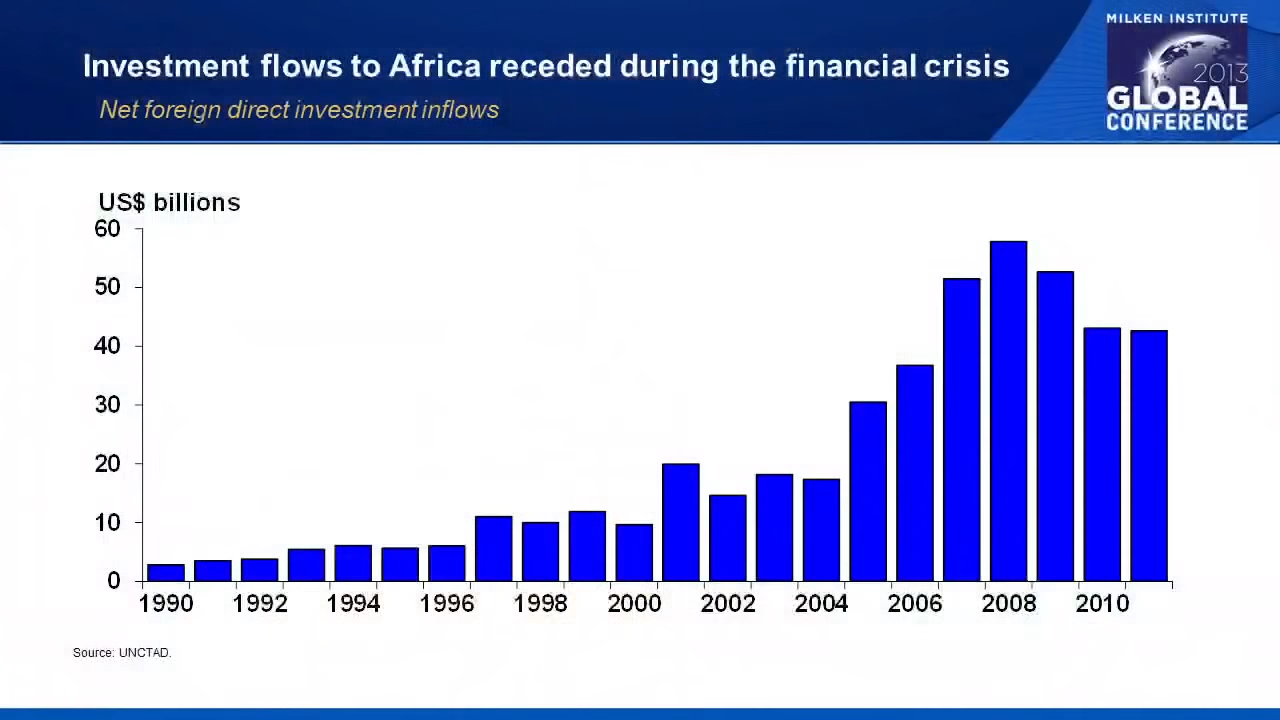 MILKEN INSTITUTE
2013
GLOBAL
CONFERENCE
Investment flows to Africa receded during the financial crisis
Net foreign direct investment inflows
US$ billions
60
50
40
30
20
10
0
1990 1992 1994 1996 1998 2000 2002 2004 2006 2008 2010
Source: UNCTAD.